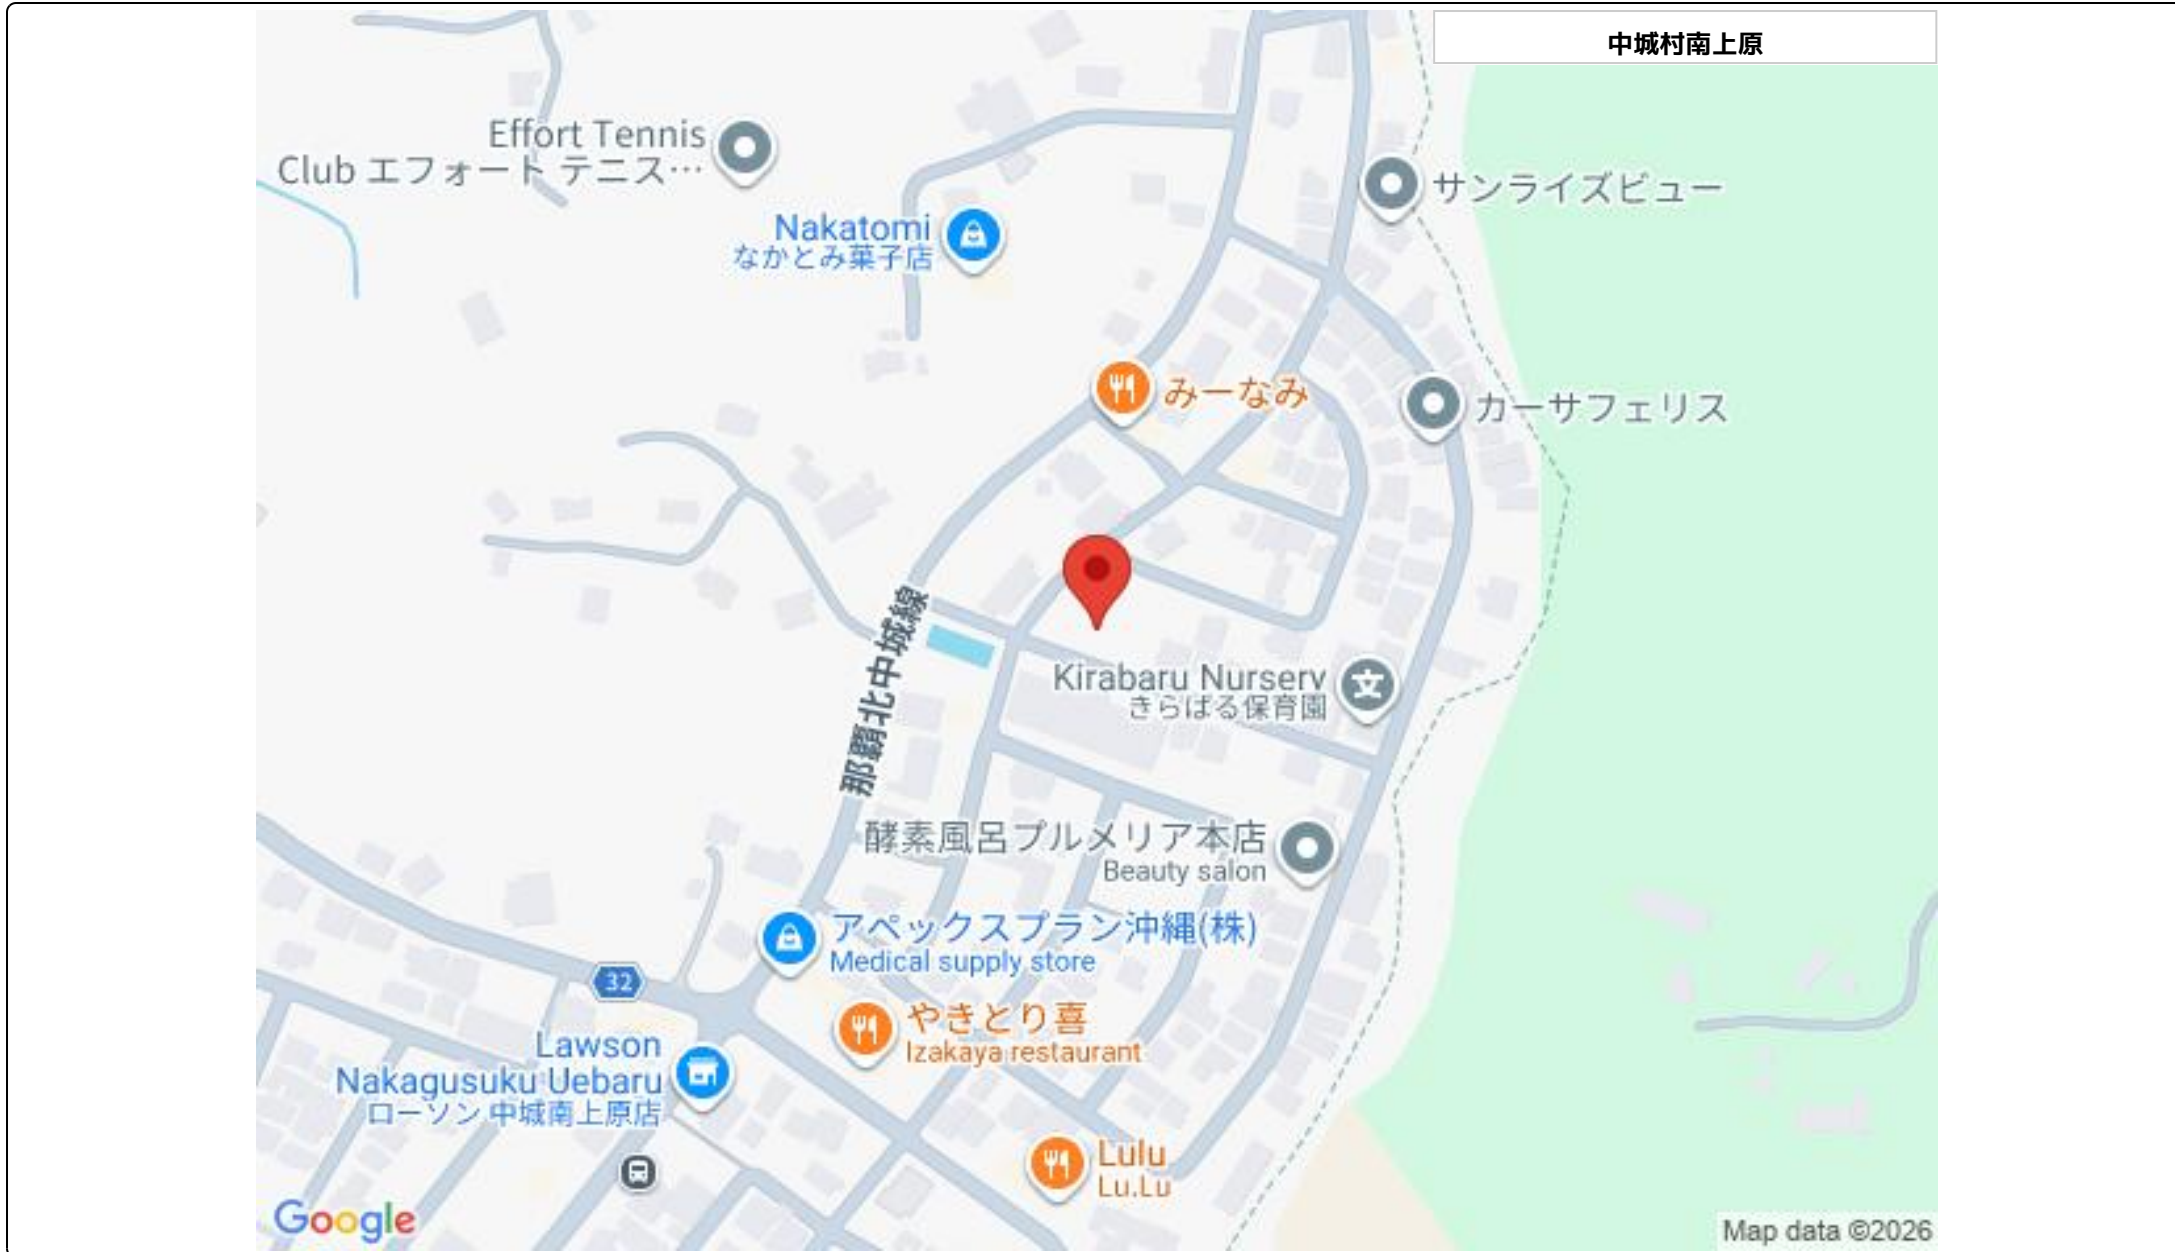 中城村南上原
Effort Tennis
Club エフォート テニス…
サンライズビュー
Nakatomi
なかとみ菓子店
みーなみ
カーサフェリス
那覇北中城線
Kirabaru Nurserv
きらばる保育園
酵素風呂プルメリア本店
Beauty salon
アペックスプラン沖縄(株)
Medical supply store
32
やきとり喜
Izakaya restaurant
Lawson
Nakagusuku Uebaru
ローソン 中城南上原店
Lulu
Lu.Lu
Google
Map data ©2026